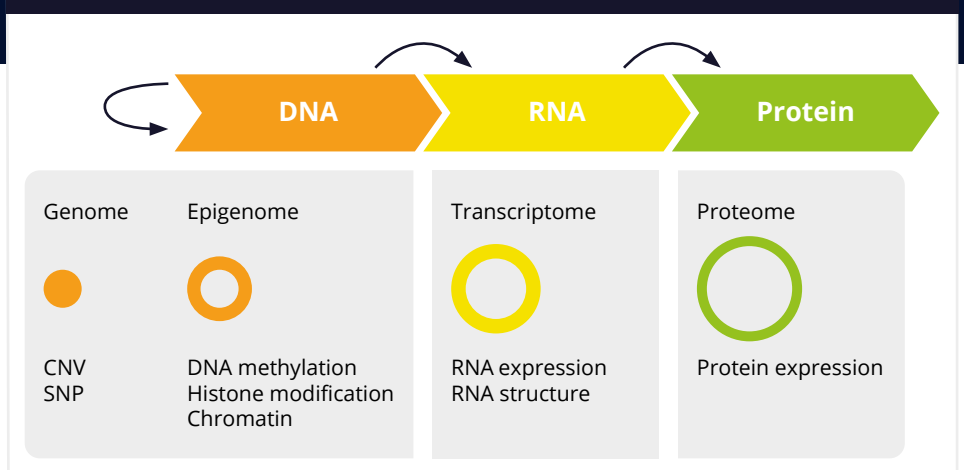 DNA
RNA
Protein
Genome
Epigenome
Transcriptome
Proteome
CNV
SNP
DNA methylation
Histone modification
Chromatin
RNA expression
RNA structure
Protein expression